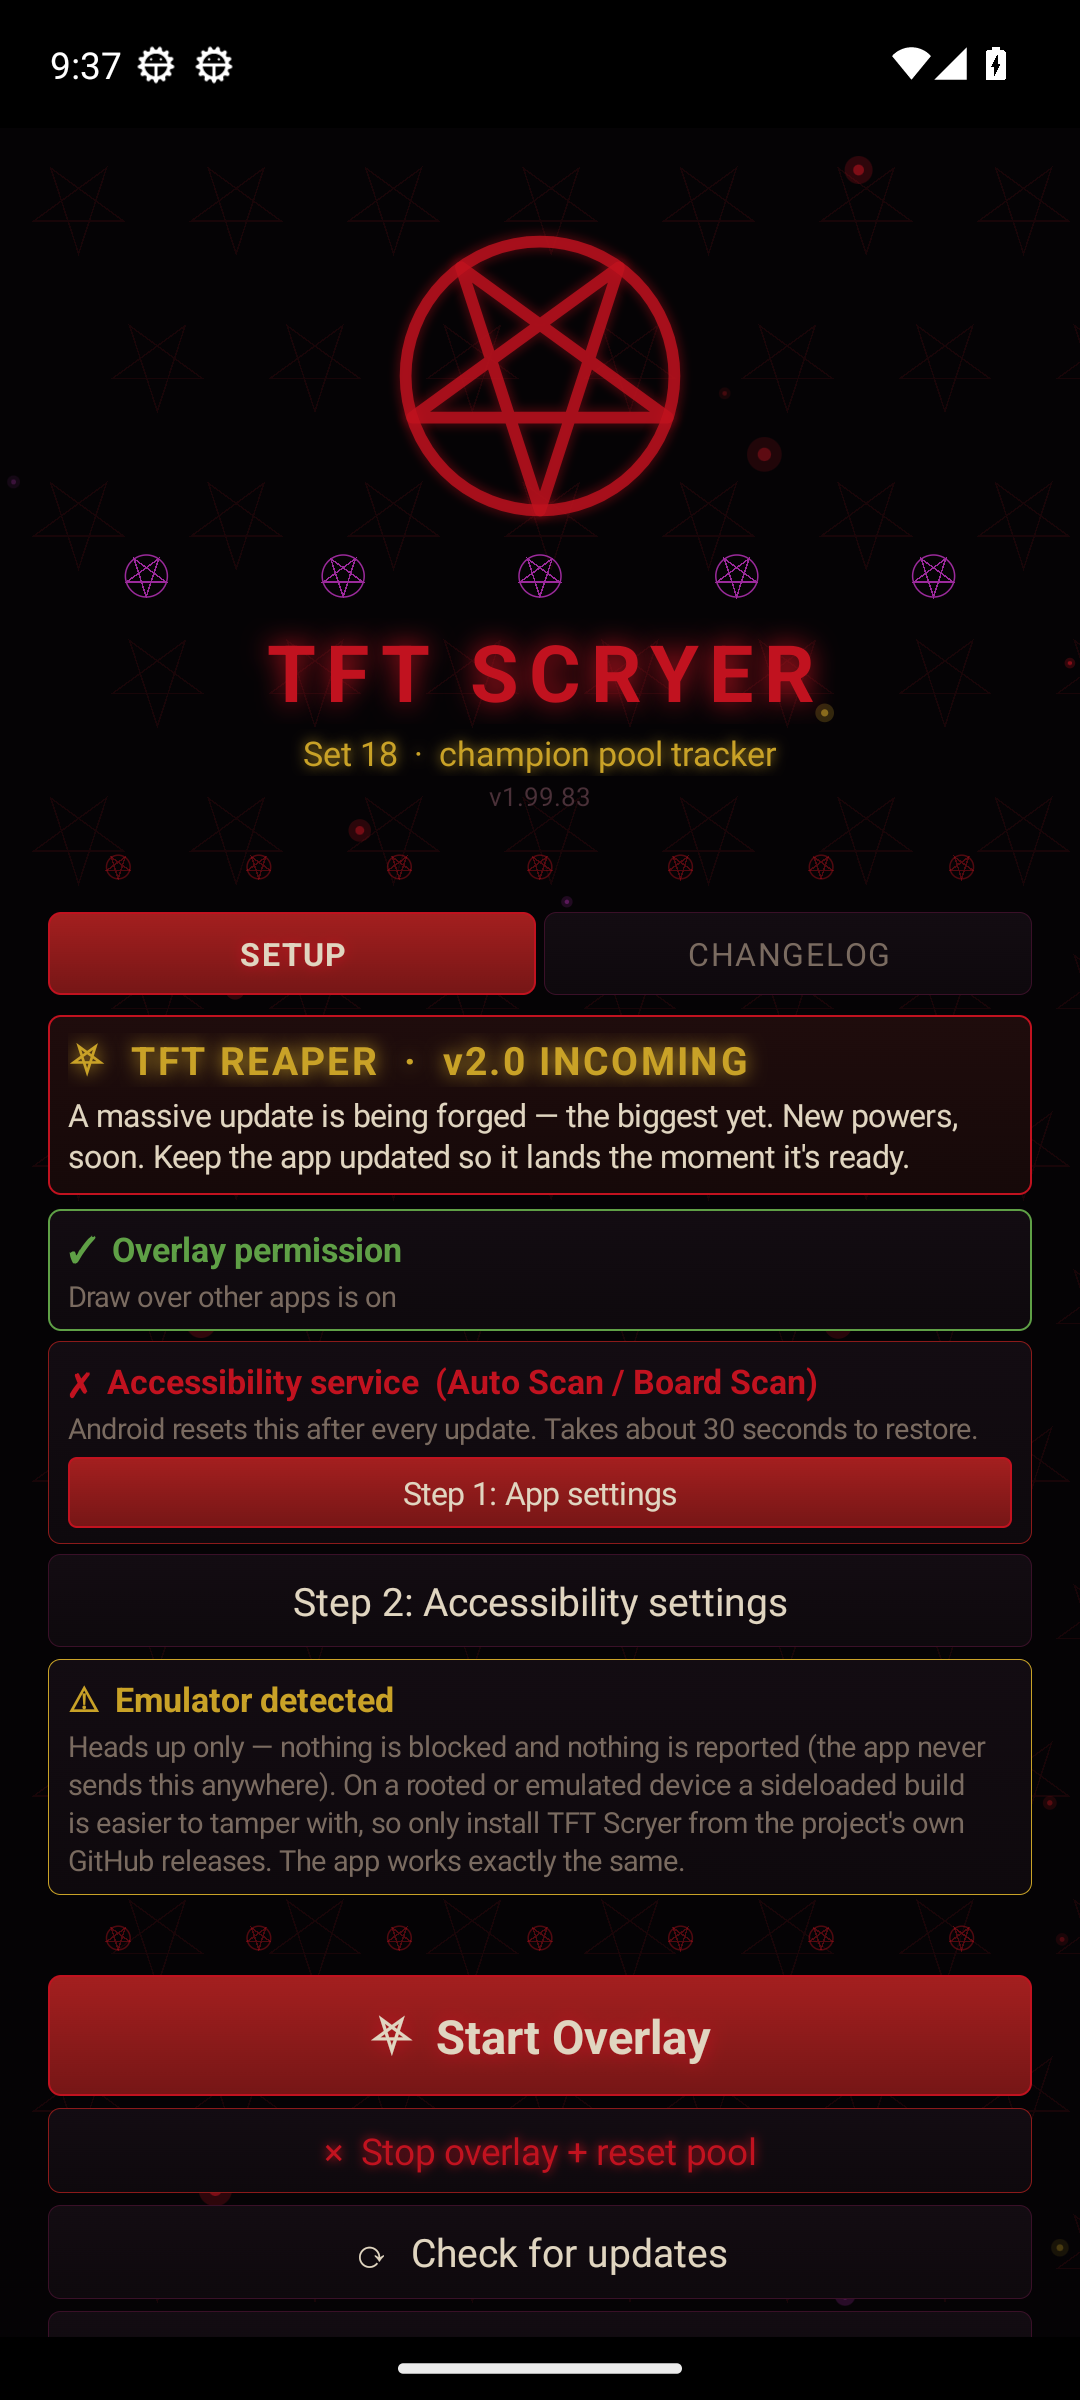 9:37
TFT SCRYER
Set 18 · champion pool tracker
v1.99.83
SETUP
CHANGELOG
TFT REAPER · v2.0 INCOMING
A massive update is being forged — the biggest yet. New powers,
soon. Keep the app updated so it lands the moment it's ready.
✓ Overlay permission
Draw over other apps is on
✗ Accessibility service (Auto Scan / Board Scan)
Android resets this after every update. Takes about 30 seconds to restore.
Step 1: App settings
Step 2: Accessibility settings
⚠ Emulator detected
Heads up only — nothing is blocked and nothing is reported (the app never
sends this anywhere). On a rooted or emulated device a sideloaded build
is easier to tamper with, so only install TFT Scryer from the project's own
GitHub releases. The app works exactly the same.
Start Overlay
× Stop overlay + reset pool
⟳ Check for updates